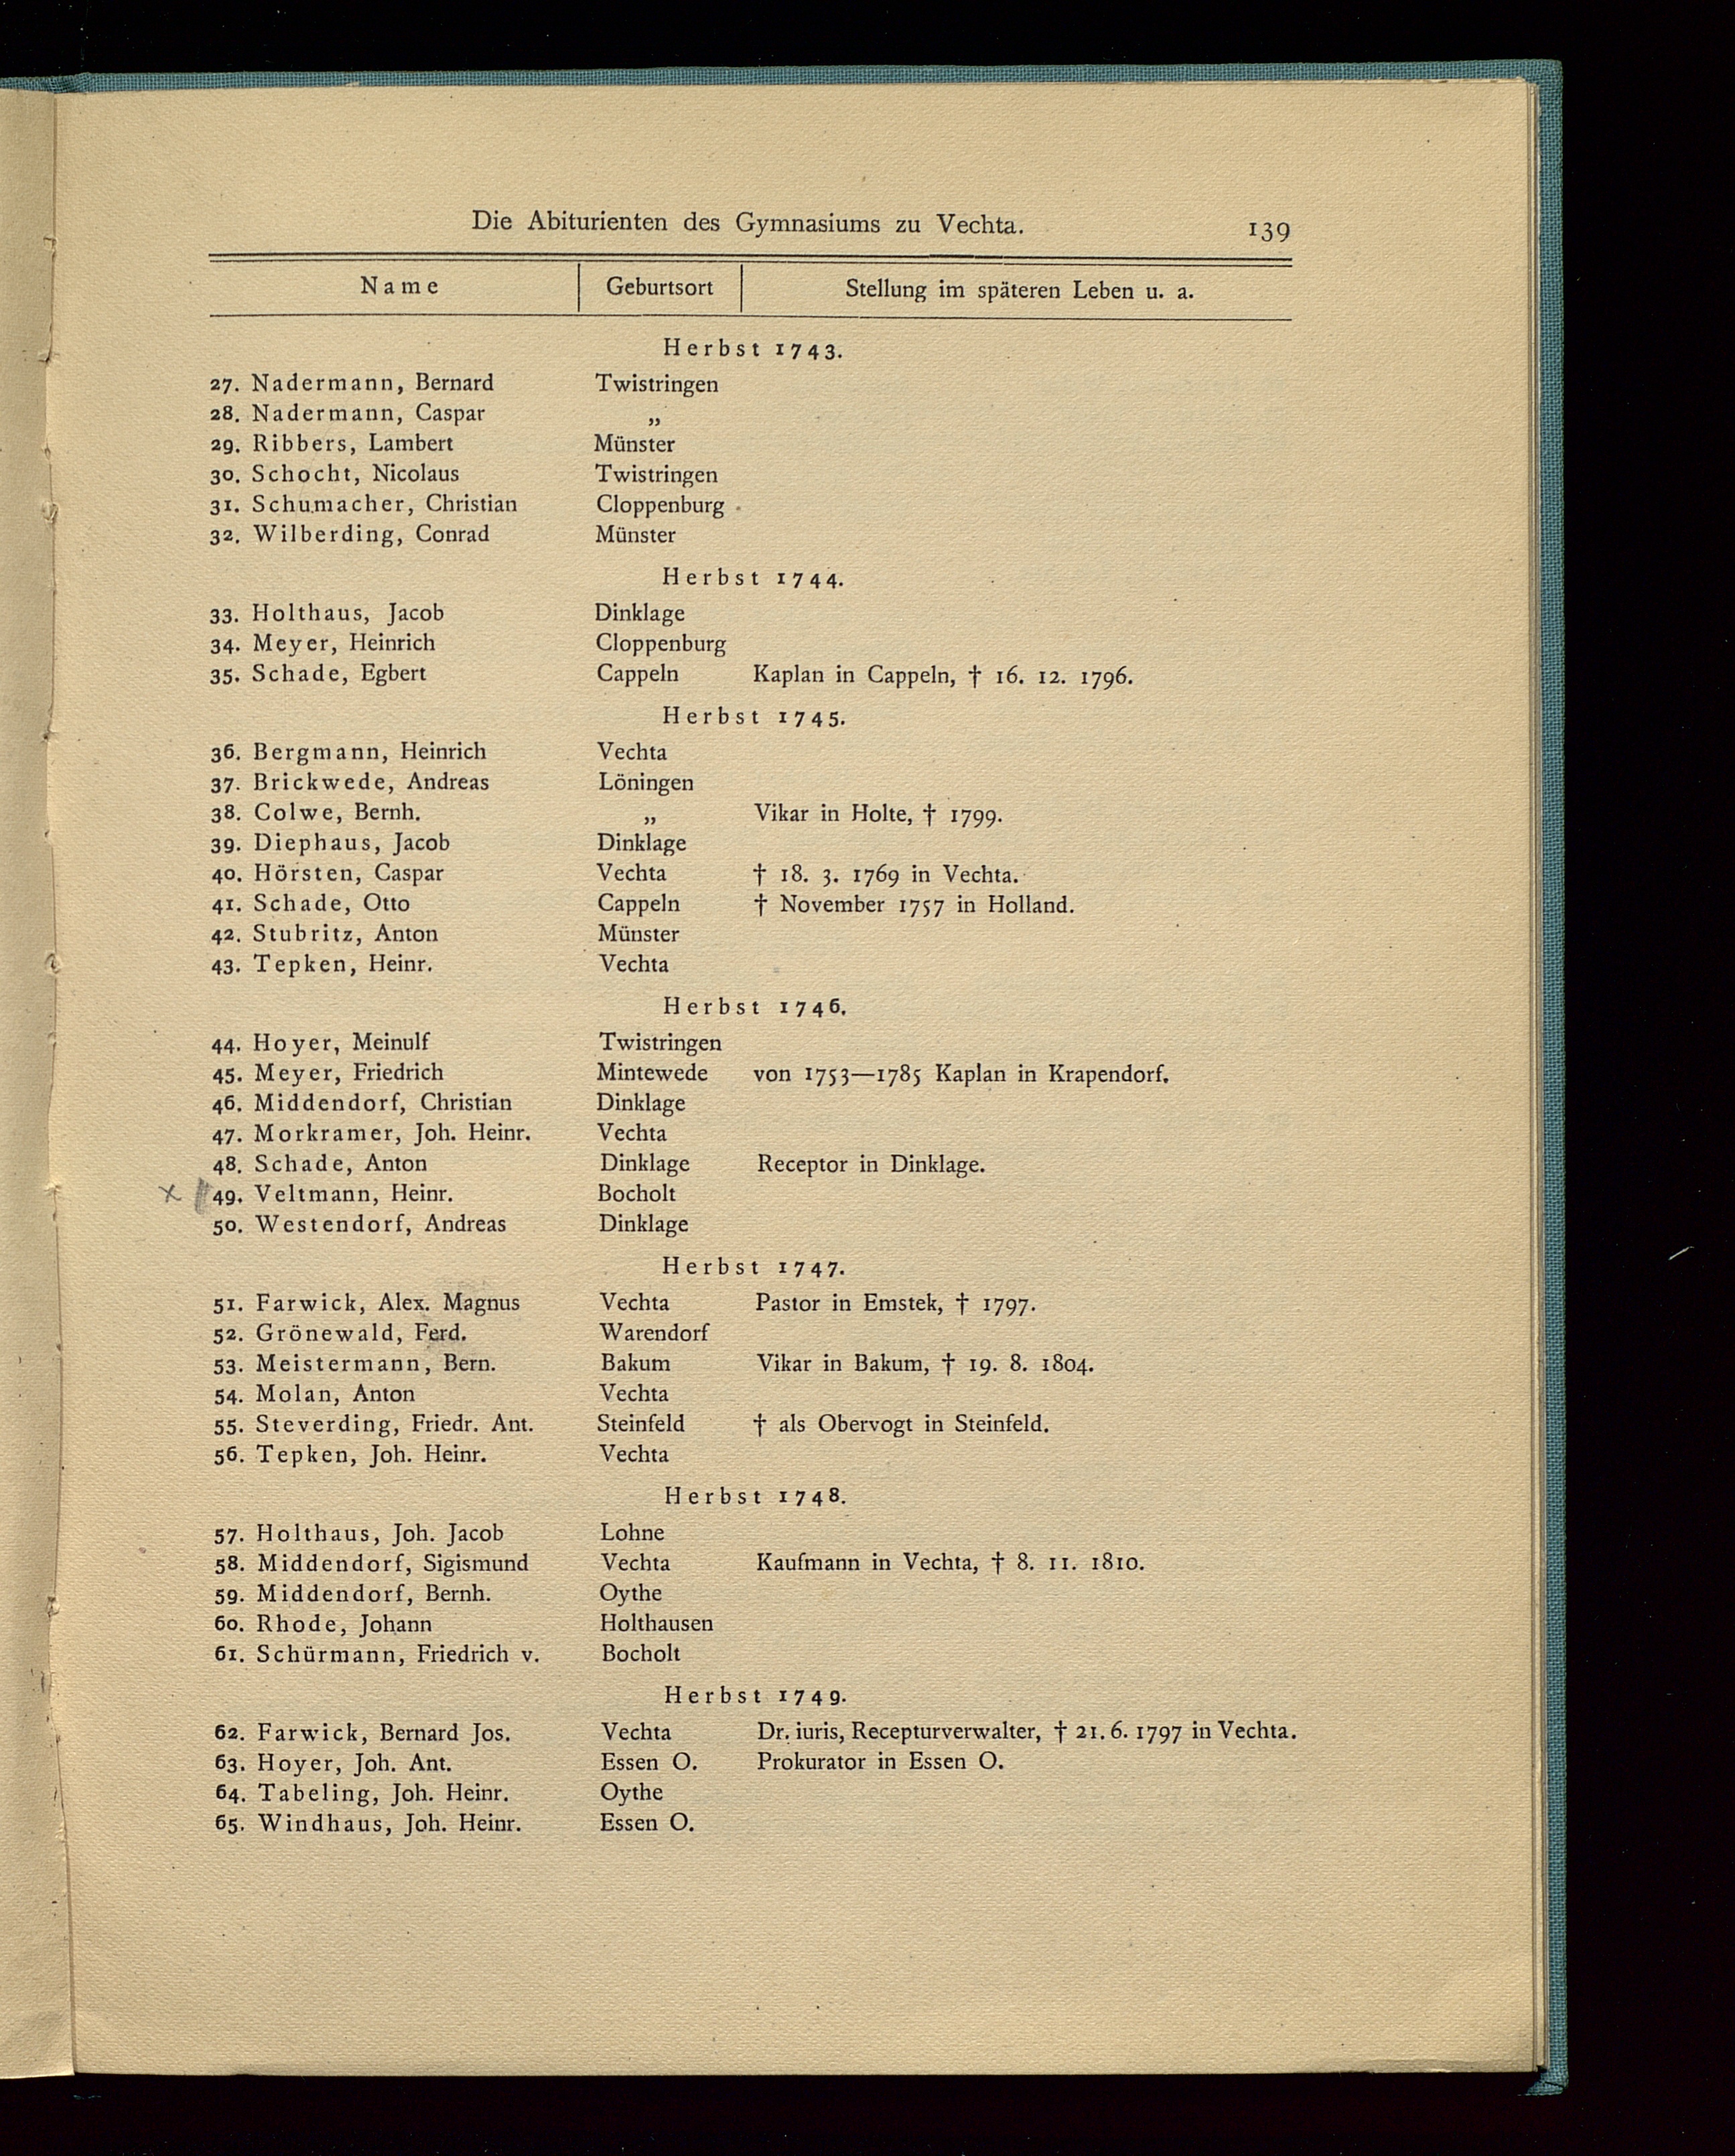 Die Abiturienten des Gymnasiums zu Vechta. 139
Name Geburtsort Stellung im späteren Leben u. a.
Herbst 1743.
27. Nadermann, Bernard Twistringen
28. Nadermann, Caspar „
29. Ribbers, Lambert Münster
30. Schocht, Nicolaus Twistringen
31. Schumacher, Christian Cloppenburg
32. Wilberding, Conrad Münster
Herbst 1744.
33. Holthaus, Jacob Dinklage
34. Meyer, Heinrich Cloppenburg
35. Schade, Egbert Cappeln Kaplan in Cappeln, † 16. 12. 1796.
Herbst 1745.
36. Bergmann, Heinrich Vechta
37. Brickwede, Andreas Löningen
38. Colwe, Bernh. „ Vikar in Holte, † 1799.
39. Diephaus, Jacob Dinklage
40. Hörsten, Caspar Vechta † 18. 3. 1769 in Vechta.
41. Schade, Otto Cappeln † November 1757 in Holland.
42. Stubritz, Anton Münster
43. Tepken, Heinr. Vechta
Herbst 1746.
44. Hoyer, Meinulf Twistringen
45. Meyer, Friedrich Mintewede von 1753—1785 Kaplan in Krapendorf.
46. Middendorf, Christian Dinklage
47. Morkramer, Joh. Heinr. Vechta
48. Schade, Anton Dinklage Receptor in Dinklage.
x 49. Veltmann, Heinr. Bocholt
50. Westendorf, Andreas Dinklage
Herbst 1747.
51. Farwick, Alex. Magnus Vechta Pastor in Emstek, † 1797.
52. Grönewald, Ferd. Warendorf
53. Meistermann, Bern. Bakum Vikar in Bakum, † 19. 8. 1804.
54. Molan, Anton Vechta
55. Steverding, Friedr. Ant. Steinfeld † als Obervogt in Steinfeld.
56. Tepken, Joh. Heinr. Vechta
Herbst 1748.
57. Holthaus, Joh. Jacob Lohne
58. Middendorf, Sigismund Vechta Kaufmann in Vechta, † 8. 11. 1810.
59. Middendorf, Bernh. Oythe
60. Rhode, Johann Holthausen
61. Schürmann, Friedrich v. Bocholt
Herbst 1749.
62. Farwick, Bernard Jos. Vechta Dr. iuris, Recepturverwalter, † 21. 6. 1797 in Vechta.
63. Hoyer, Joh. Ant. Essen O. Prokurator in Essen O.
64. Tabeling, Joh. Heinr. Oythe
65. Windhaus, Joh. Heinr. Essen O.